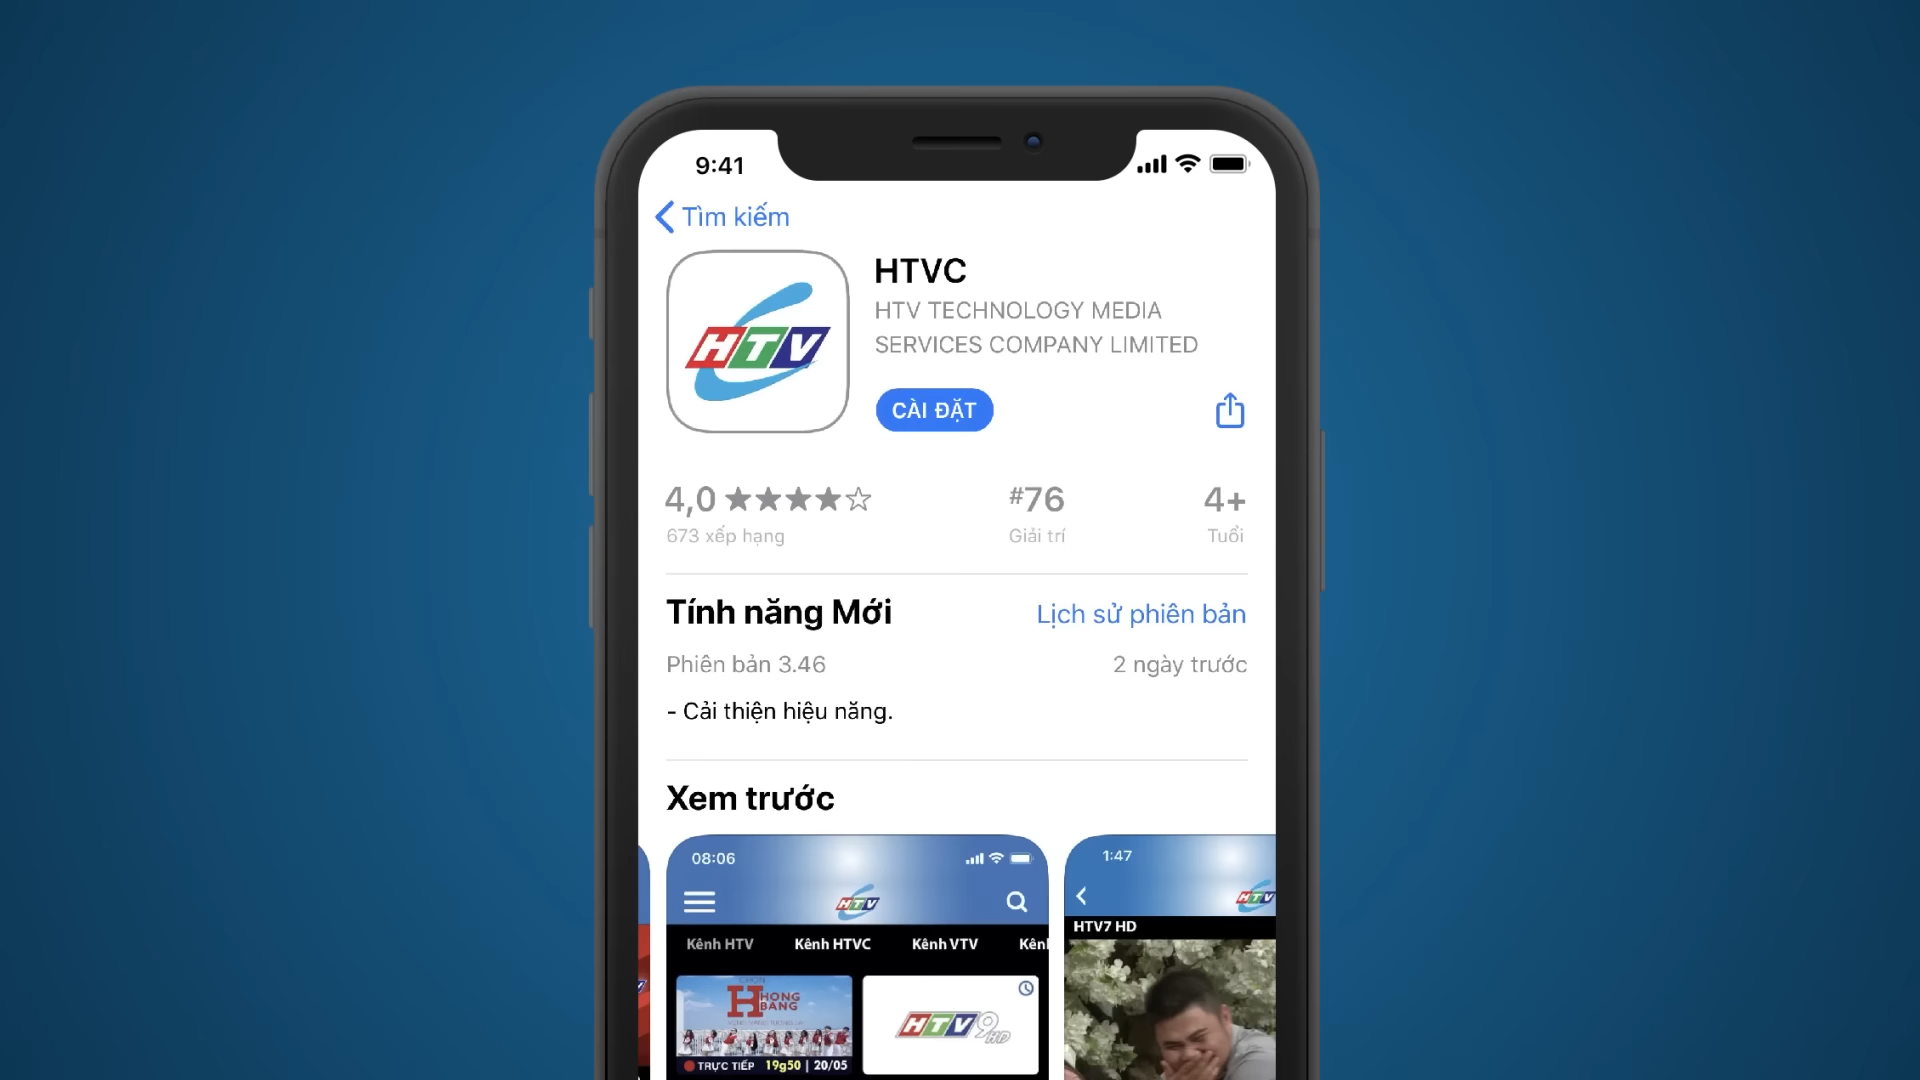 9:41
Tìm kiếm
HTV
HTVC
HTV TECHNOLOGY MEDIA
SERVICES COMPANY LIMITED
CÀI ĐẶT
4,0
673 xếp hạng
#76
Giải trí
4+
Tuổi
Tính năng Mới
Lịch sử phiên bản
Phiên bản 3.46
2 ngày trước
- Cải thiện hiệu năng.
Xem trước
08:06
HTV
Kênh HTV
Kênh HTVC
Kênh VTV
HONG
BANG
TRỰC TIẾP 19g50 | 20/05
HTV9 HD
1:47
HTV
HTV7 HD